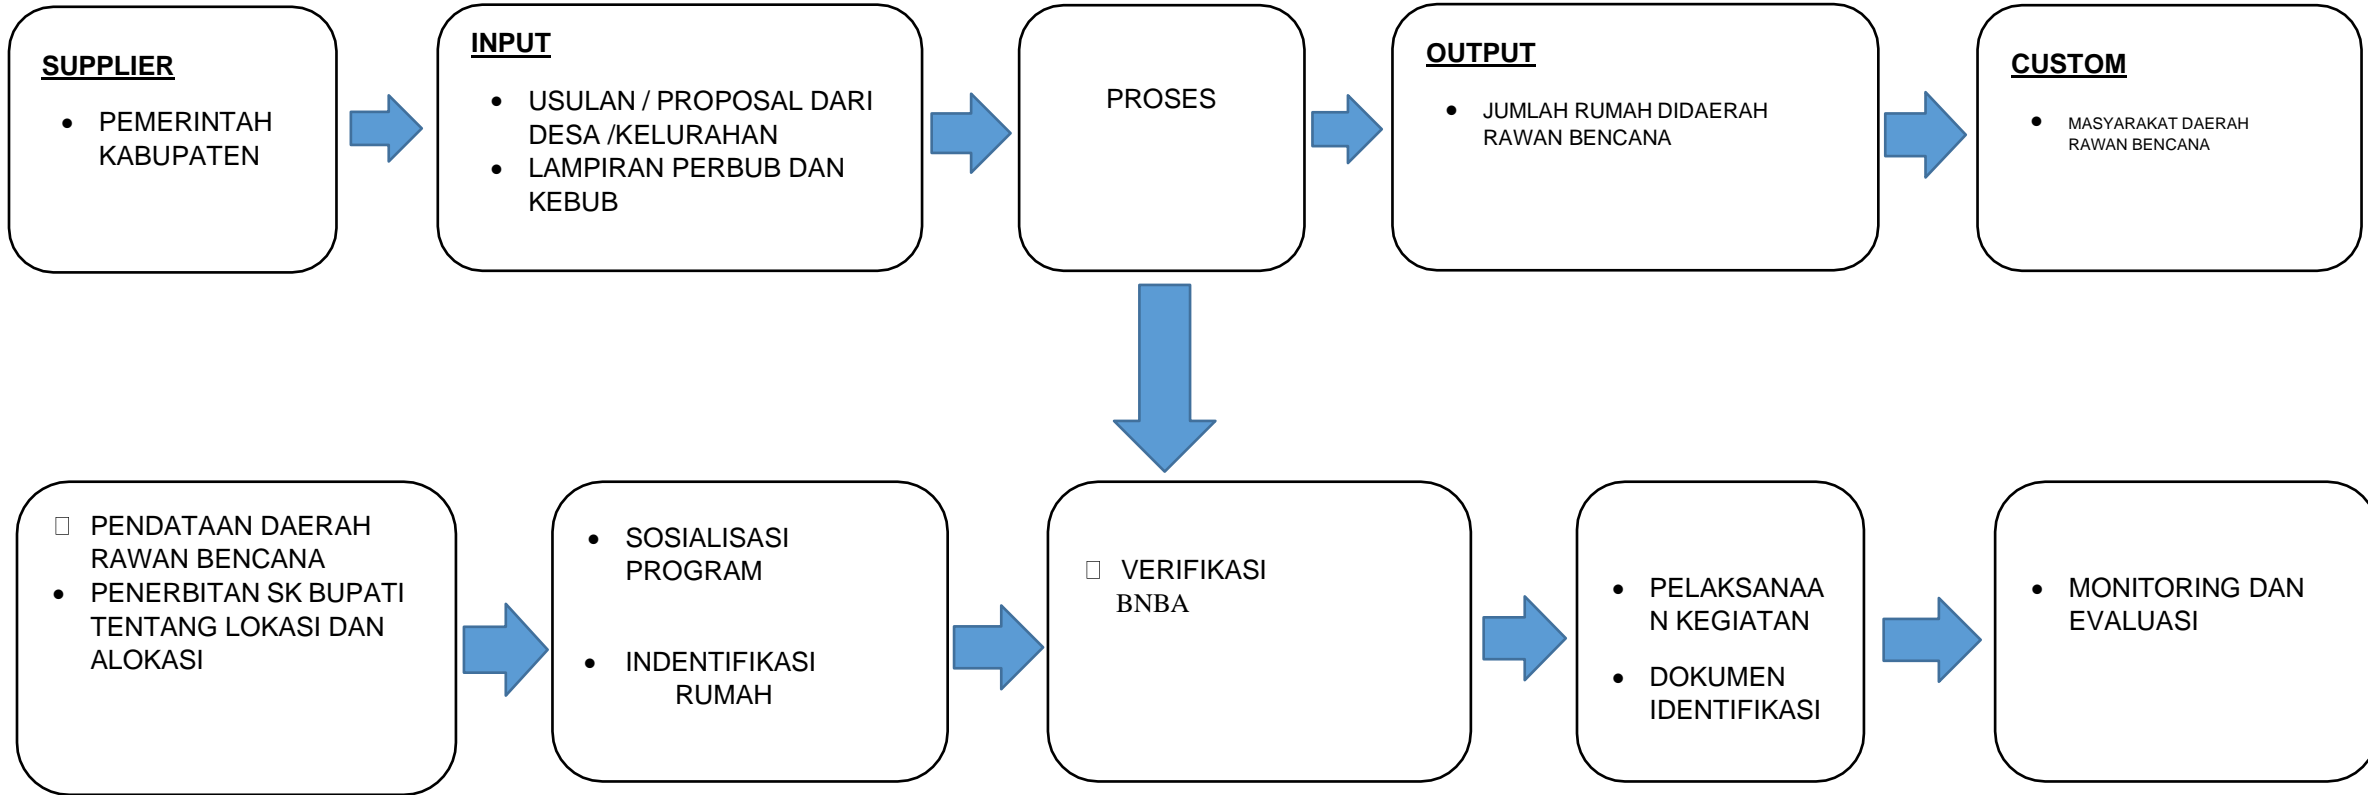 SUPPLIER
• PEMERINTAH
KABUPATEN
INPUT
• USULAN / PROPOSAL DARI
DESA /KELURAHAN
• LAMPIRAN PERBUB DAN
KEBUB
PROSES
OUTPUT
• JUMLAH RUMAH DIDAERAH
RAWAN BENCANA
CUSTOM
• MASYARAKAT DAERAH
RAWAN BENCANA
□ PENDATAAN DAERAH
RAWAN BENCANA
• PENERBITAN SK BUPATI
TENTANG LOKASI DAN
ALOKASI
• SOSIALISASI
PROGRAM
• INDENTIFIKASI
RUMAH
□ VERIFIKASI
BNBA
• PELAKSANAA
N KEGIATAN
• DOKUMEN
IDENTIFIKASI
• MONITORING DAN
EVALUASI